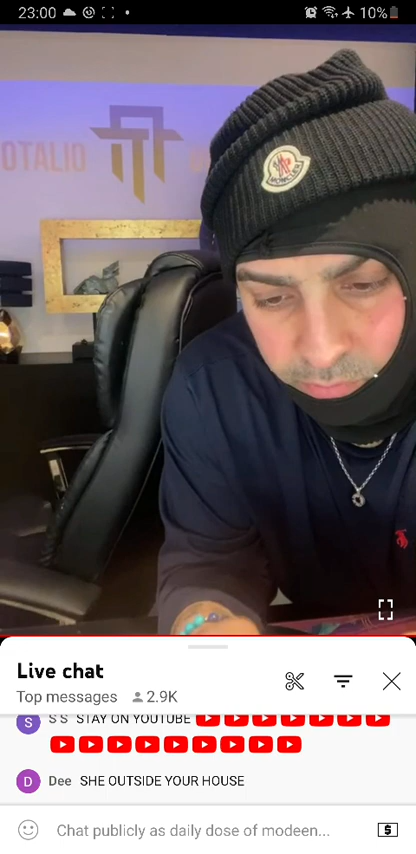 23:00
10%
OTALIO
MONCLER
Live chat
Top messages 2.9K
S S S STAY ON YOUTUBE
D Dee SHE OUTSIDE YOUR HOUSE
Chat publicly as daily dose of modeen...
$